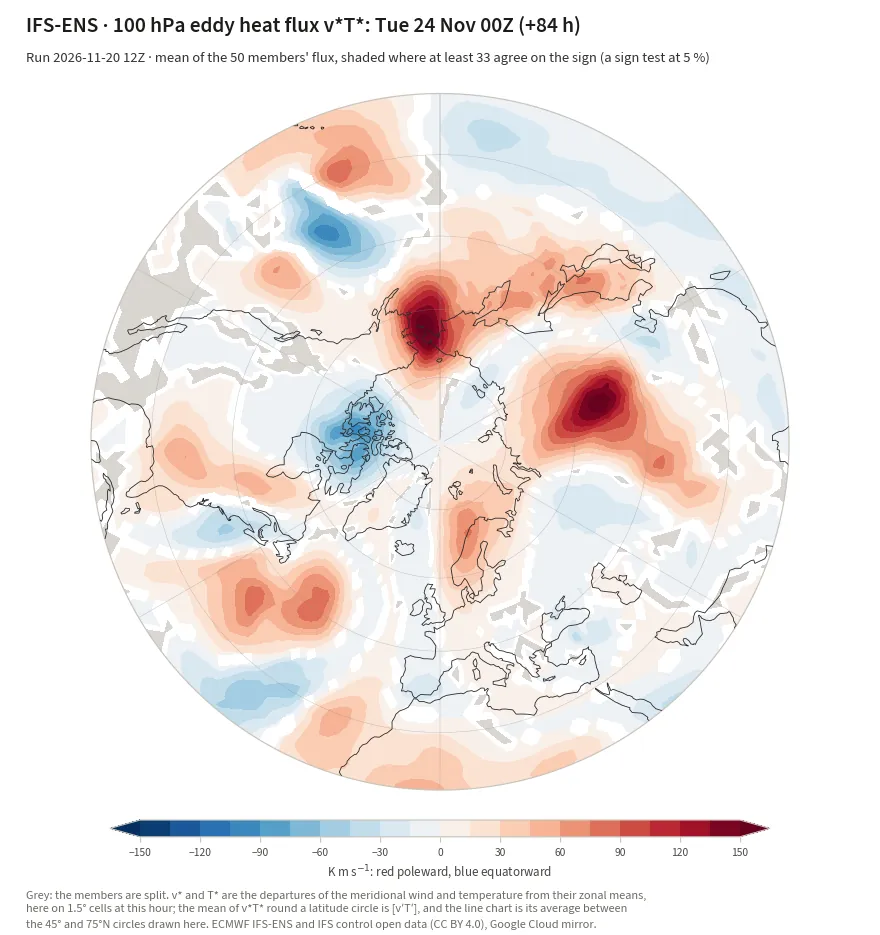 IFS-ENS · 100 hPa eddy heat flux v*T*: Tue 24 Nov 00Z (+84 h)
Run 2026-11-20 12Z · mean of the 50 members' flux, shaded where at least 33 agree on the sign (a sign test at 5 %)
−150 −120 −90 −60 −30 0 30 60 90 120 150
K m s⁻¹: red poleward, blue equatorward
Grey: the members are split. v* and T* are the departures of the meridional wind and temperature from their zonal means,
here on 1.5° cells at this hour; the mean of v*T* round a latitude circle is [v'T'], and the line chart is its average between
the 45° and 75°N circles drawn here. ECMWF IFS-ENS and IFS control open data (CC BY 4.0), Google Cloud mirror.